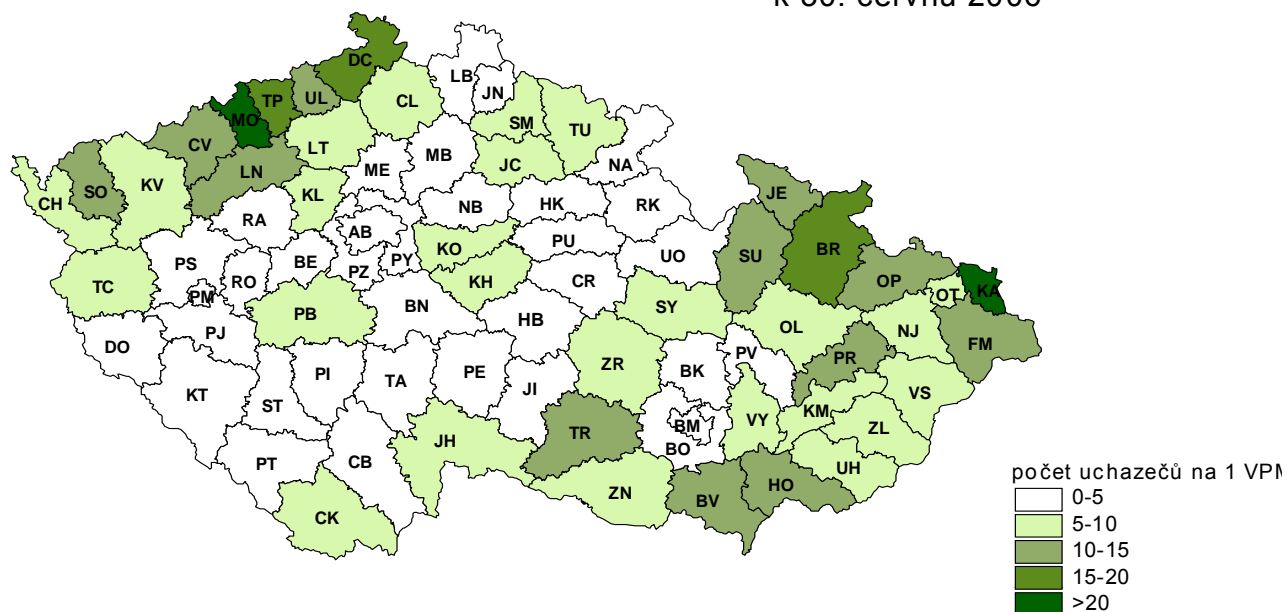 k červnu
DC
LB
JN
UL
TP
CL
MO
SM
TU
CV
LT
MB
JC
NA
ME
LN
SO
KV
KL
JE
CH
NB
HK
RK
RA
AB
PU
KO
BR
UO
SU
PS
BE
PY
PZ
OP
RO
KH
CR
TC
PM
OT
KA
BN
SY
PB
HB
OL
NJ
PJ
DO
PV
PR
FM
ZR
BK
PI
TA
PE
JI
KT
VS
ST
KM
VY
BM
ZL
TR
JH
BO
PT
CB
UH
HO
ZN
BV
CK
počet uchazečů na 1 VPM
0-5
5-10
10-15
15-20
>20